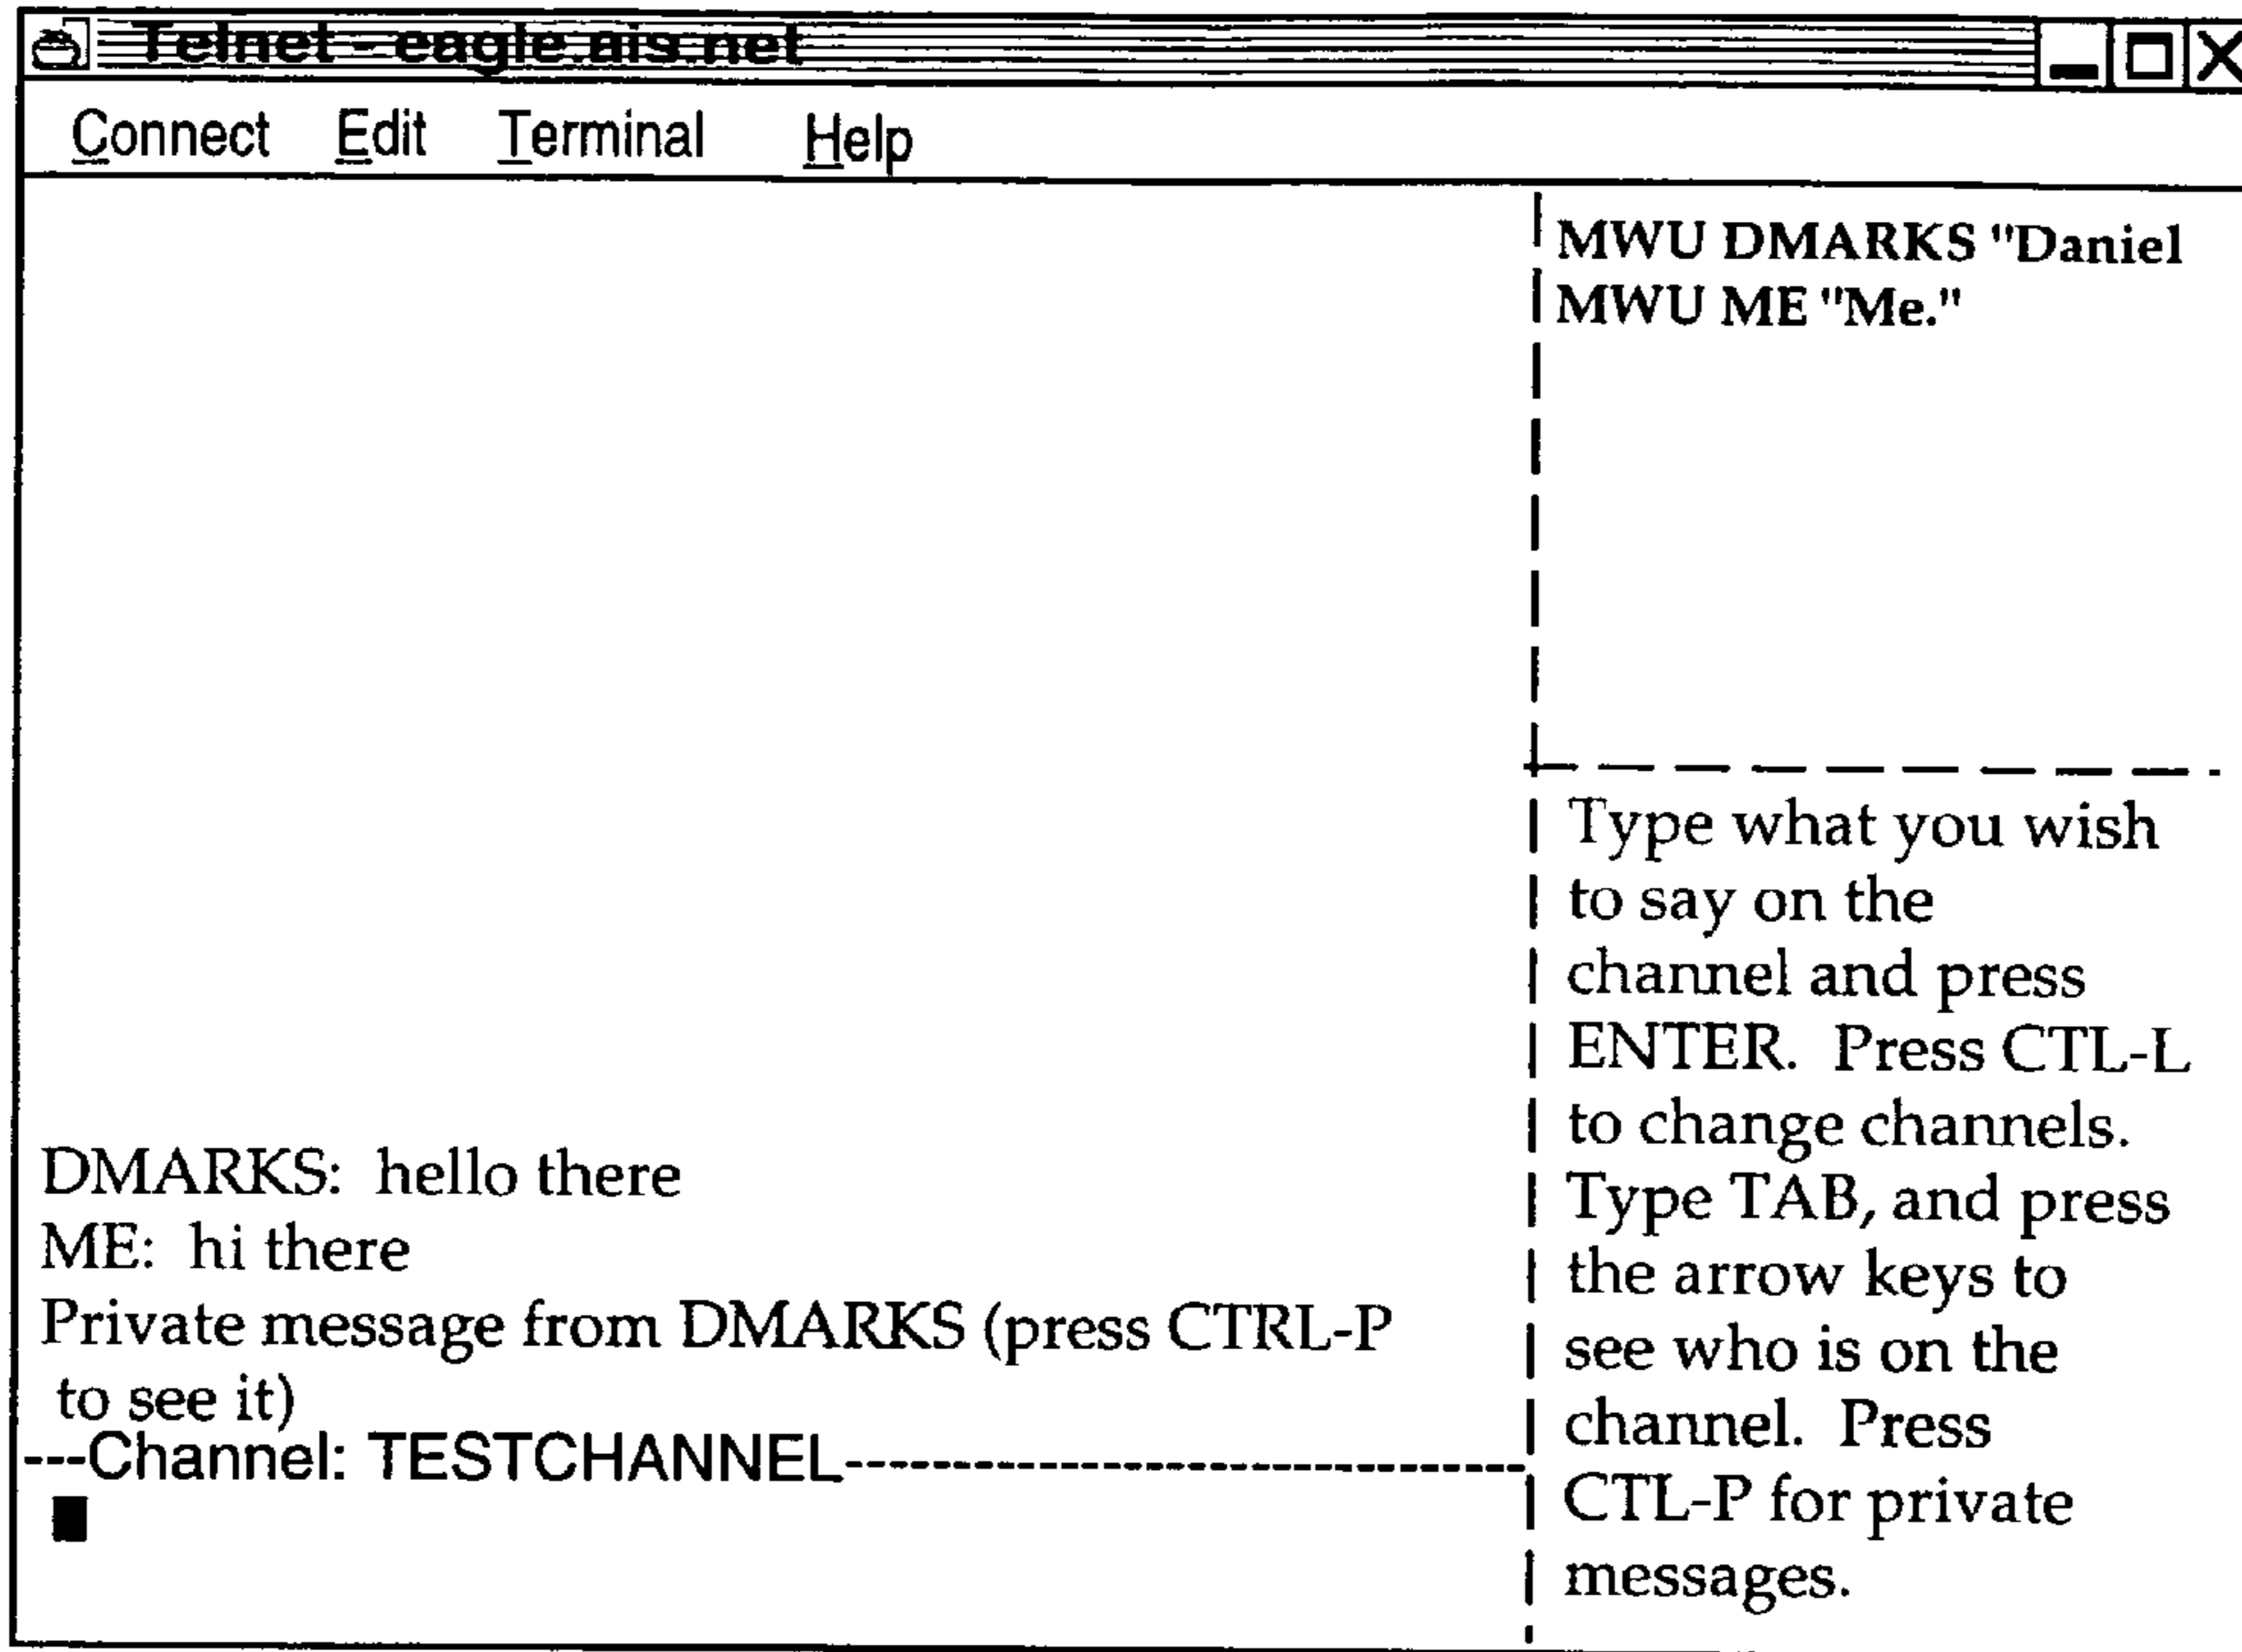 Telnet - eagle.ais.net
Connect Edit Terminal Help
MWU DMARKS "Daniel
MWU ME "Me."
DMARKS: hello there
ME: hi there
Private message from DMARKS (press CTRL-P
to see it)
---Channel: TESTCHANNEL------------------------------
Type what you wish
to say on the
channel and press
ENTER. Press CTL-L
to change channels.
Type TAB, and press
the arrow keys to
see who is on the
channel. Press
CTL-P for private
messages.